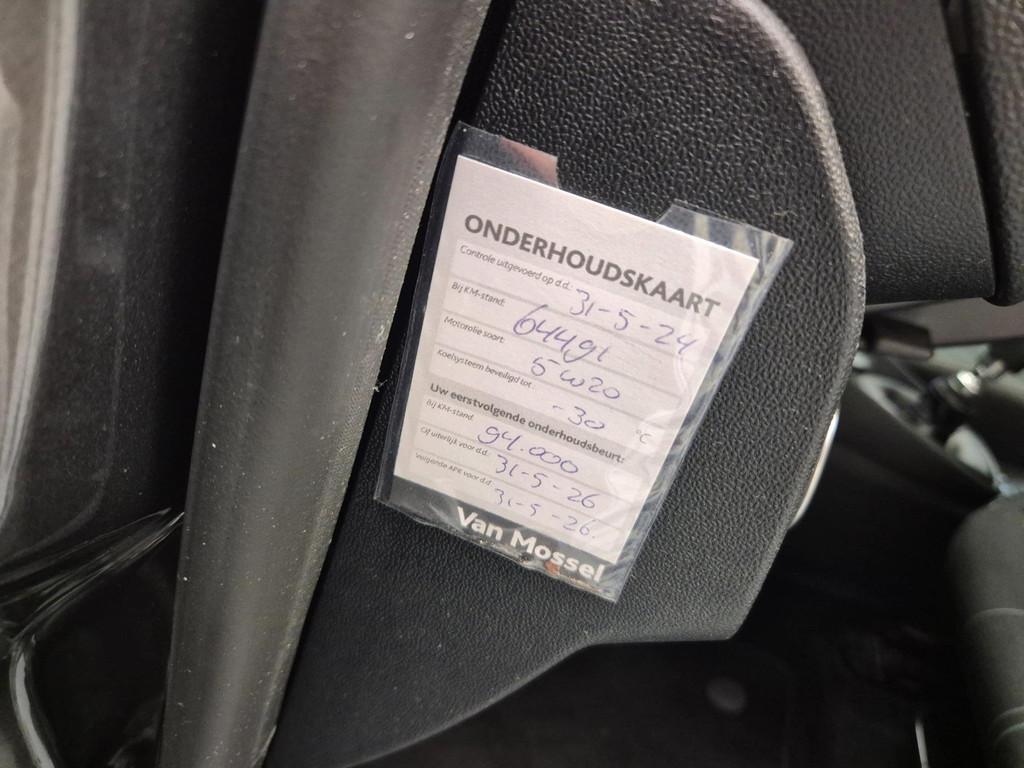 ONDERHOUDSKAART
Controle uitgevoerd op d.d.: 31-5-24
Bij KM-stand: 64491
Motorolie soort: 5w20
Koelsysteem beveiligd tot: -30 °C
Uw eerstvolgende onderhoudsbeurt:
Bij KM-stand: 94.000
Of uiterlijk voor d.d.: 31-5-26
Volgende APK voor d.d.: 31-5-26.
Van Mossel